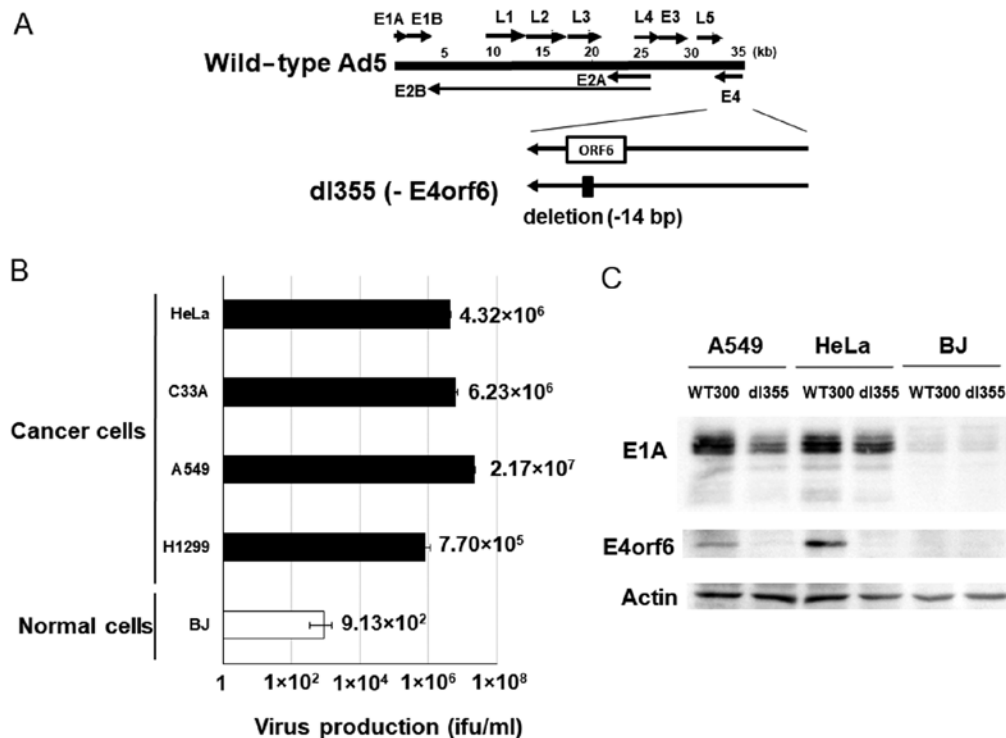 A
E1A E1B L1 L2 L3 L4 E3 L5
5 10 15 20 25 26 30 31 35 (kb)
Wild-type Ad5
E2A
E2B
E4
ORF6
dl355 (- E4orf6)
deletion (-14 bp)
B
Cancer cells
HeLa 4.32×10⁶
C33A 6.23×10⁶
A549 2.17×10⁷
H1299 7.70×10⁵
Normal cells
BJ 9.13×10²
1 1×10² 1×10⁴ 1×10⁶ 1×10⁸
Virus production (ifu/ml)
C
A549 HeLa BJ
WT300 dl355 WT300 dl355 WT300 dl355
E1A
E4orf6
Actin